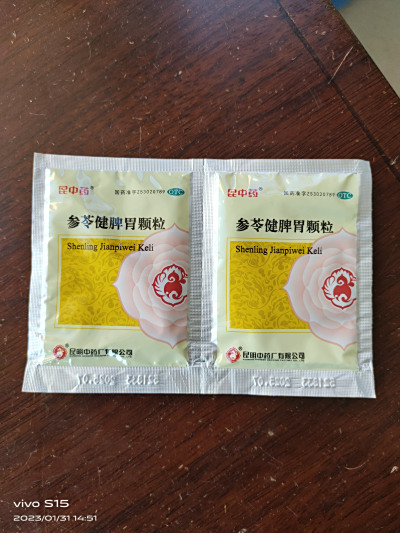 昆中药®
国药准字Z53020789 OTC
参苓健脾胃颗粒
Shenling Jianpiwei Keli
昆明中药厂有限公司
昆中药®
国药准字Z53020789 OTC
参苓健脾胃颗粒
Shenling Jianpiwei Keli
昆明中药厂有限公司
vivo S15
2023/01/31 14:51